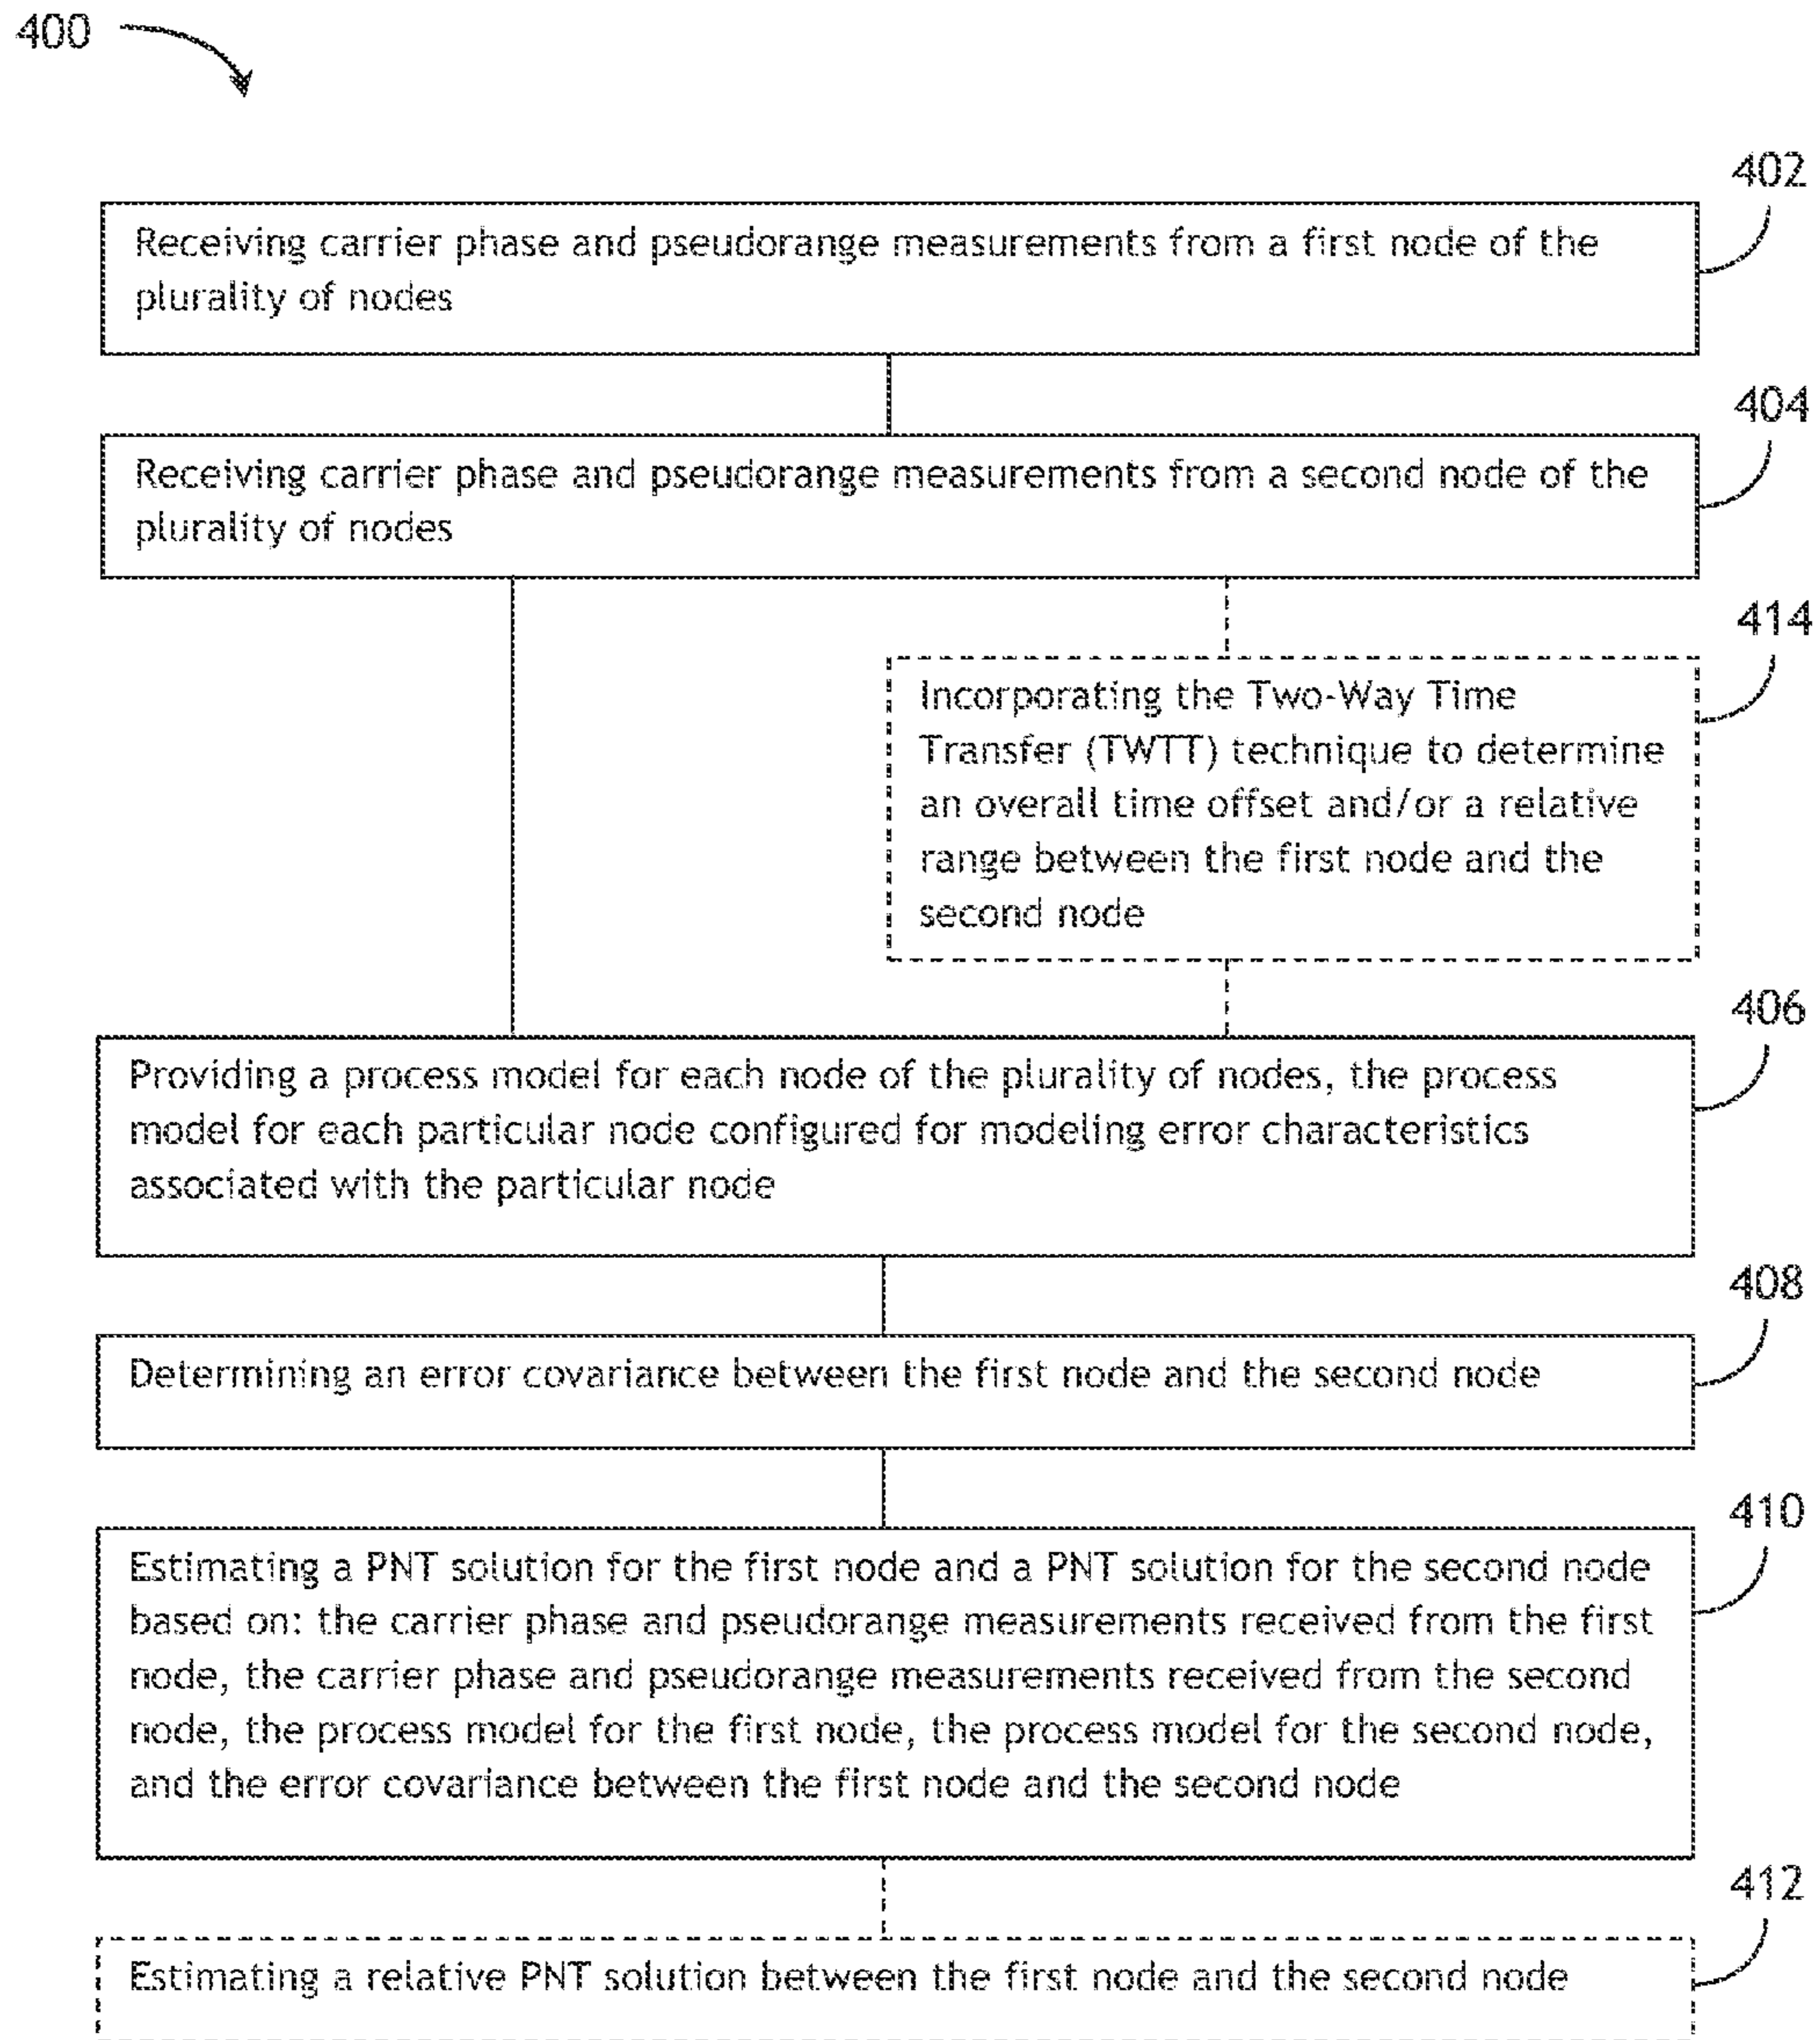 400
402
Receiving carrier phase and pseudorange measurements from a first node of the
plurality of nodes
404
Receiving carrier phase and pseudorange measurements from a second node of the
plurality of nodes
414
Incorporating the Two-Way Time
Transfer (TWTT) technique to determine
an overall time offset and/or a relative
range between the first node and the
second node
406
Providing a process model for each node of the plurality of nodes, the process
model for each particular node configured for modeling error characteristics
associated with the particular node
408
Determining an error covariance between the first node and the second node
410
Estimating a PNT solution for the first node and a PNT solution for the second node
based on: the carrier phase and pseudorange measurements received from the first
node, the carrier phase and pseudorange measurements received from the second
node, the process model for the first node, the process model for the second node,
and the error covariance between the first node and the second node
412
Estimating a relative PNT solution between the first node and the second node